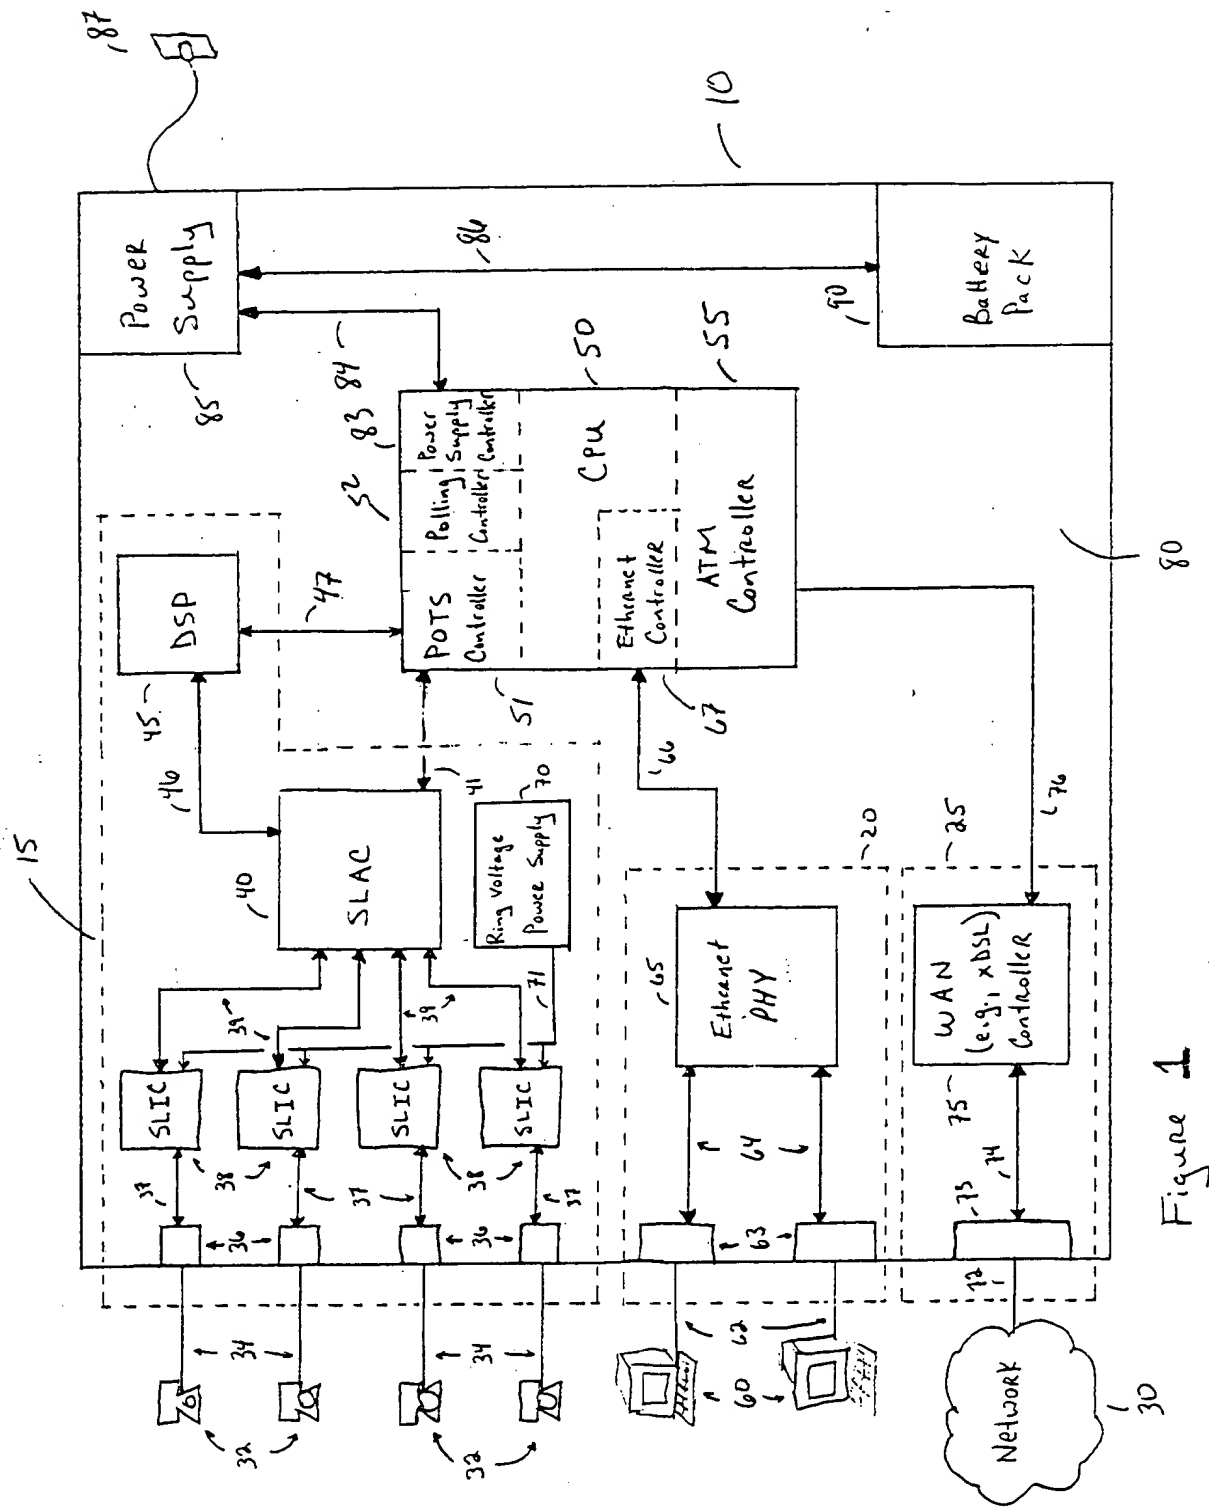 15
10
87
Power
Supply
85
84
86
DSP
45
46
47
52
83
POTS
Controller
Polling
Controller
Power
Supply
Controller
50
CPU
51
Ethernet
Controller
67
55
ATM
Controller
90
Battery
Pack
80
SLAC
40
41
Ring Voltage
Power Supply
70
71
39
39
SLIC
SLIC
SLIC
SLIC
38
38
37
37
37
36
36
34
34
32
32
66
20
65
Ethernet
PHY
64
63
62
60
25
76
WAN
(e.g., xDSL)
Controller
75
74
73
72
Network
30
Figure 1